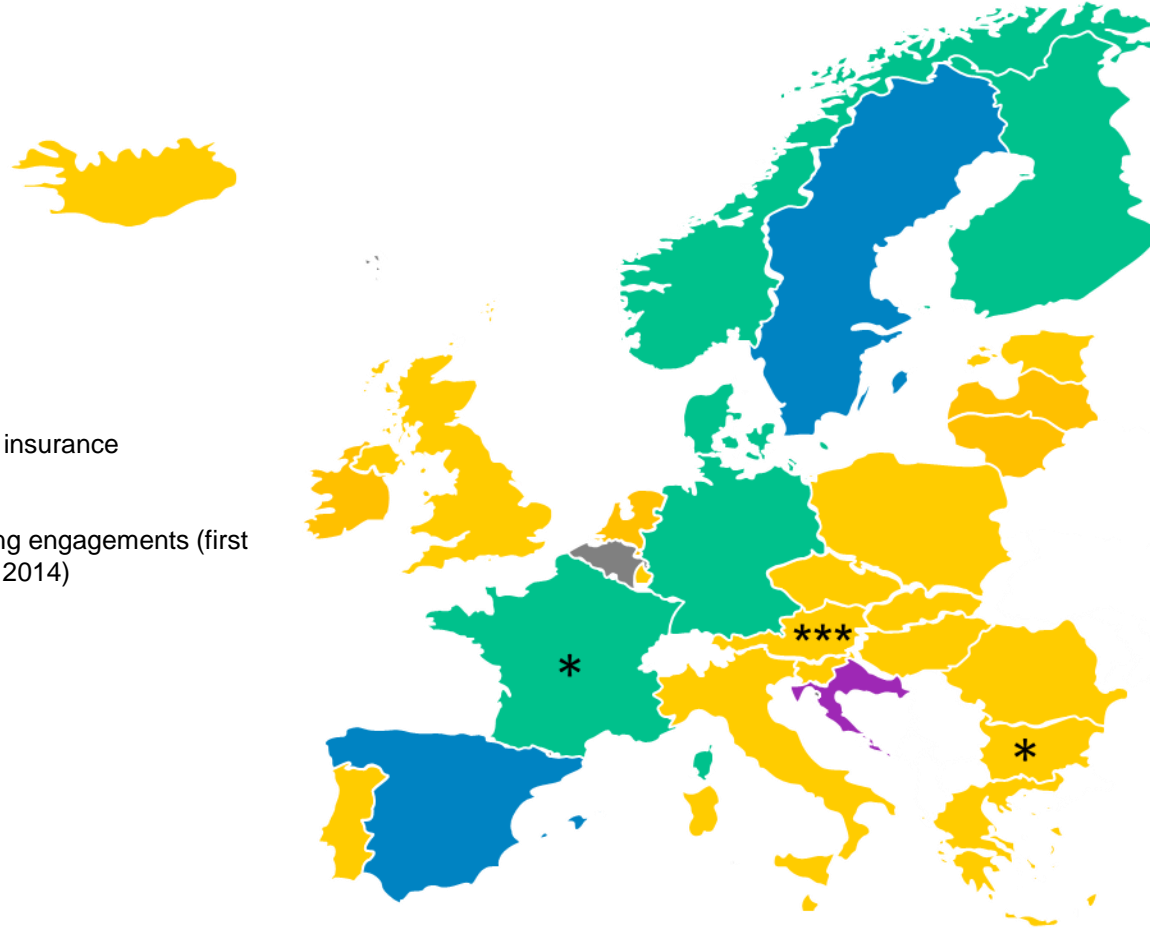 insurance
ng engagements (first
2014)
***
*
*